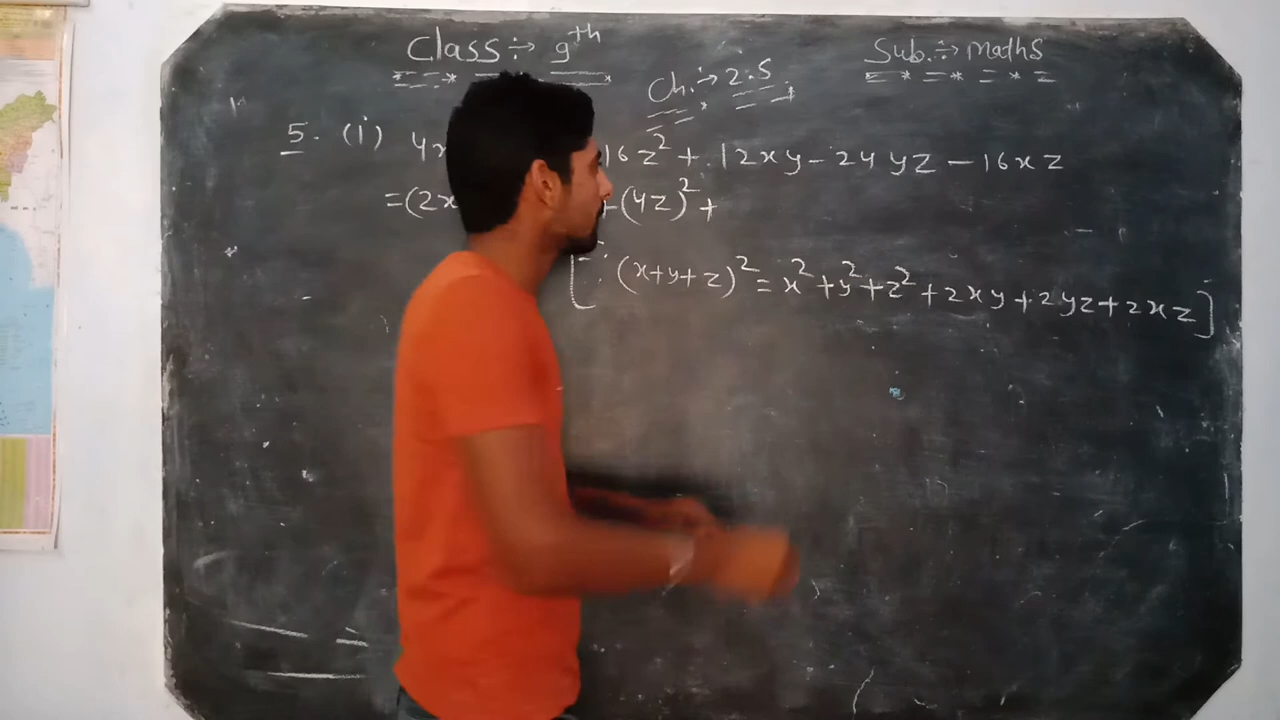 Class ÷ 9th
Sub. ÷ Maths
Ch. ÷ 2.5
5. (i) 4x 16z² + 12xy - 24yz - 16xz
=(2x +(4z)² +
[∵ (x+y+z)² = x²+y²+z²+2xy+2yz+2xz]